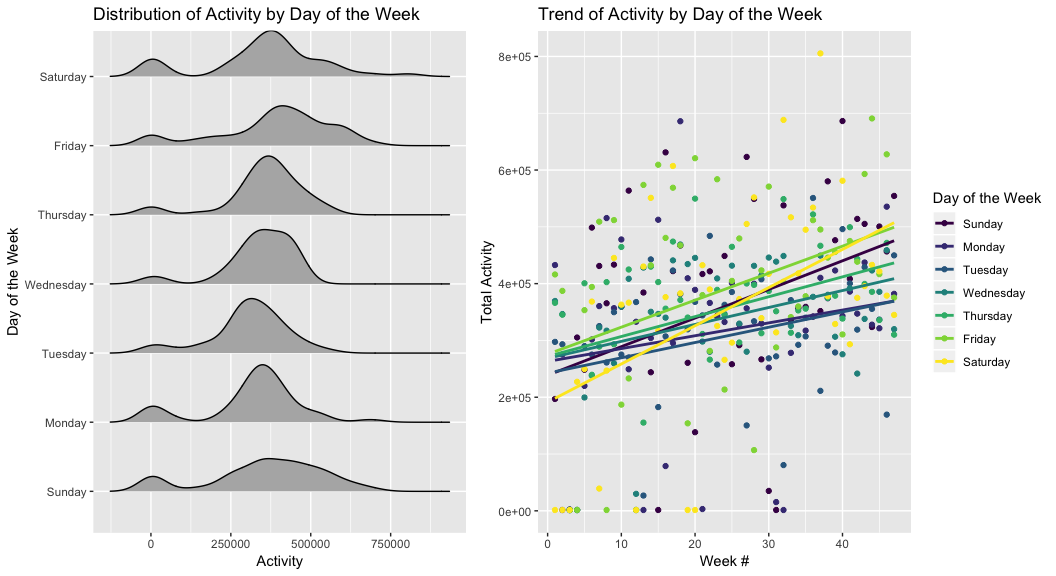 Distribution of Activity by Day of the Week
Day of the Week
Saturday
Friday
Thursday
Wednesday
Tuesday
Monday
Sunday
0 250000 500000 750000
Activity
Trend of Activity by Day of the Week
Total Activity
8e+05
6e+05
4e+05
2e+05
0e+00
0 10 20 30 40
Week #
Day of the Week
Sunday
Monday
Tuesday
Wednesday
Thursday
Friday
Saturday